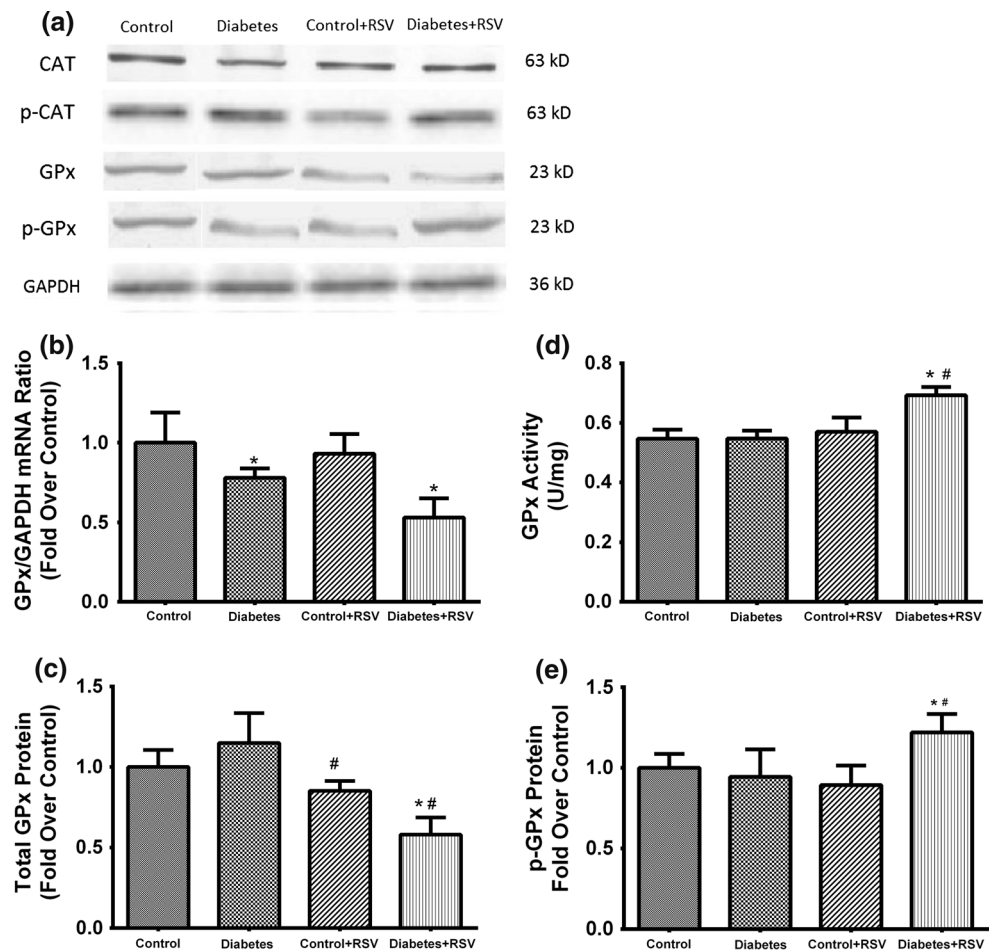 (a)
Control Diabetes Control+RSV Diabetes+RSV
CAT 63 kD
p-CAT 63 kD
GPx 23 kD
p-GPx 23 kD
GAPDH 36 kD
(b)
GPx/GAPDH mRNA Ratio
(Fold Over Control)
1.5
1.0
0.5
0.0
*
*
Control Diabetes Control+RSV Diabetes+RSV
(d)
GPx Activity
(U/mg)
0.8
0.6
0.4
0.2
0.0
* #
Control Diabetes Control+RSV Diabetes+RSV
(c)
Total GPx Protein
(Fold Over Control)
1.5
1.0
0.5
0.0
#
* #
Control Diabetes Control+RSV Diabetes+RSV
(e)
p-GPx Protein
Fold Over Control
1.5
1.0
0.5
0.0
* #
Control Diabetes Control+RSV Diabetes+RSV